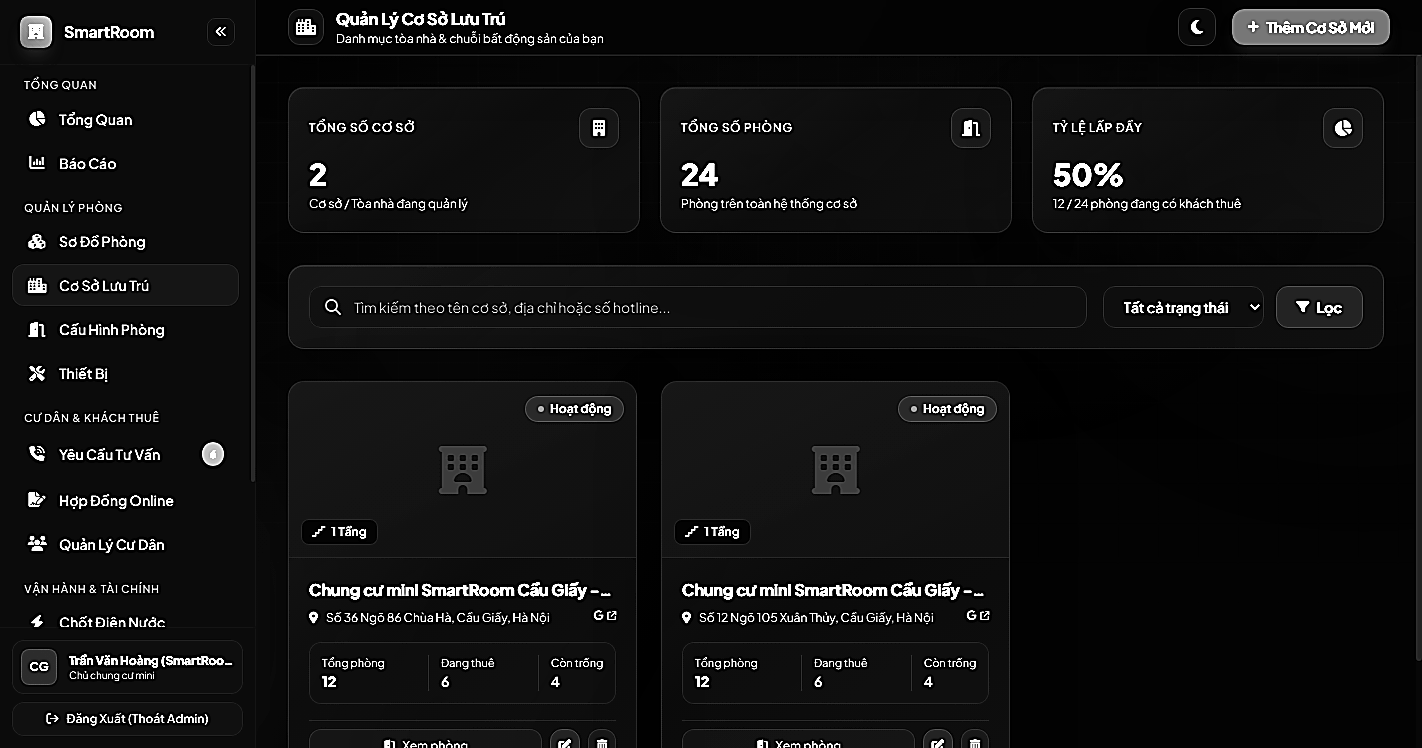 SmartRoom
TỔNG QUAN
Tổng Quan
Báo Cáo
QUẢN LÝ PHÒNG
Sơ Đồ Phòng
Cơ Sở Lưu Trú
Cấu Hình Phòng
Thiết Bị
CƯ DÂN & KHÁCH THUÊ
Yêu Cầu Tư Vấn
6
Hợp Đồng Online
Quản Lý Cư Dân
VẬN HÀNH & TÀI CHÍNH
Chốt Điện Nước
CG
Trần Văn Hoàng (SmartRoo...
Chủ chung cư mini
Đăng Xuất (Thoát Admin)
Quản Lý Cơ Sở Lưu Trú
Danh mục tòa nhà & chuỗi bất động sản của bạn
+ Thêm Cơ Sở Mới
TỔNG SỐ CƠ SỞ
2
Cơ sở / Tòa nhà đang quản lý
TỔNG SỐ PHÒNG
24
Phòng trên toàn hệ thống cơ sở
TỶ LỆ LẤP ĐẦY
50%
12 / 24 phòng đang có khách thuê
Tìm kiếm theo tên cơ sở, địa chỉ hoặc số hotline...
Tất cả trạng thái
Lọc
Hoạt động
1 Tầng
Chung cư mini SmartRoom Cầu Giấy –...
Số 36 Ngõ 86 Chùa Hà, Cầu Giấy, Hà Nội
G
Tổng phòng
12
Đang thuê
6
Còn trống
4
Xem phòng
Hoạt động
1 Tầng
Chung cư mini SmartRoom Cầu Giấy –...
Số 12 Ngõ 105 Xuân Thủy, Cầu Giấy, Hà Nội
G
Tổng phòng
12
Đang thuê
6
Còn trống
4
Xem phòng